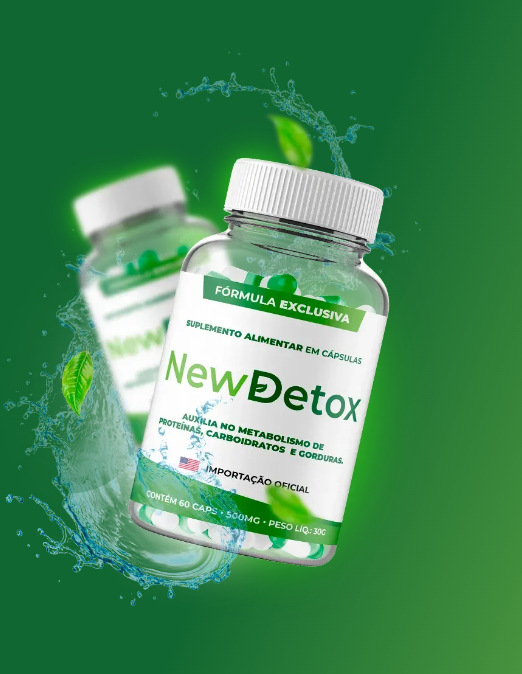 FÓRMULA EXCLUSIVA
SUPLEMENTO ALIMENTAR EM CÁPSULAS
NewDetox
AUXILIA NO METABOLISMO DE
PROTEÍNAS, CARBOIDRATOS E GORDURAS.
IMPORTAÇÃO OFICIAL
CONTÉM 60 CAPS • 500MG • PESO LIQ.: 30G
New